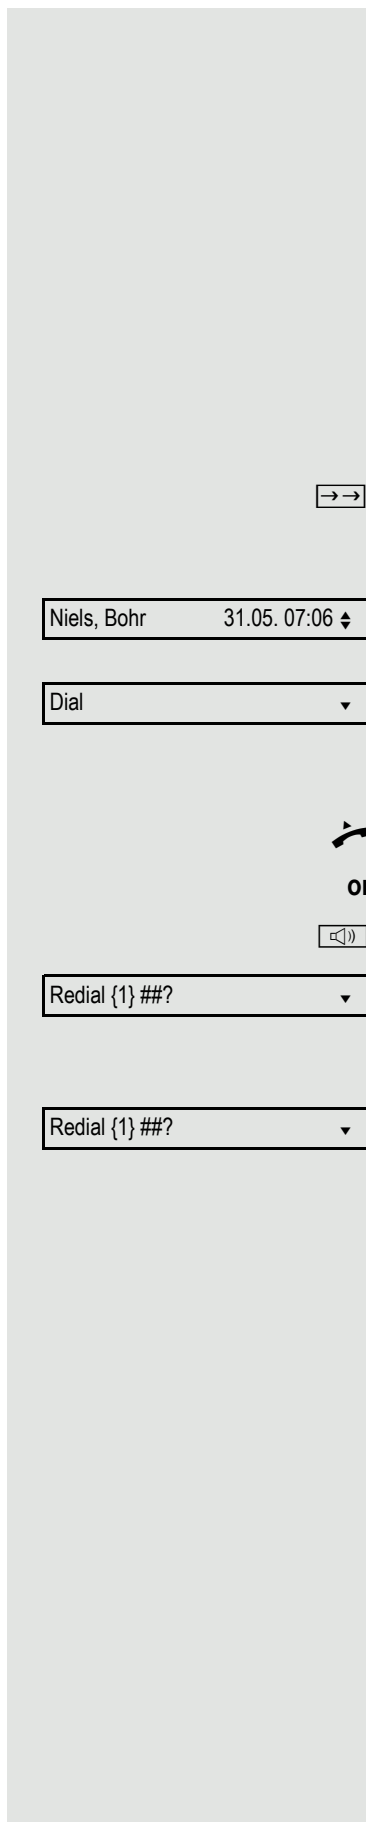 Niels, Bohr 31.05. 07:06
Dial
or
Redial {1} ##?
Redial {1} ##?